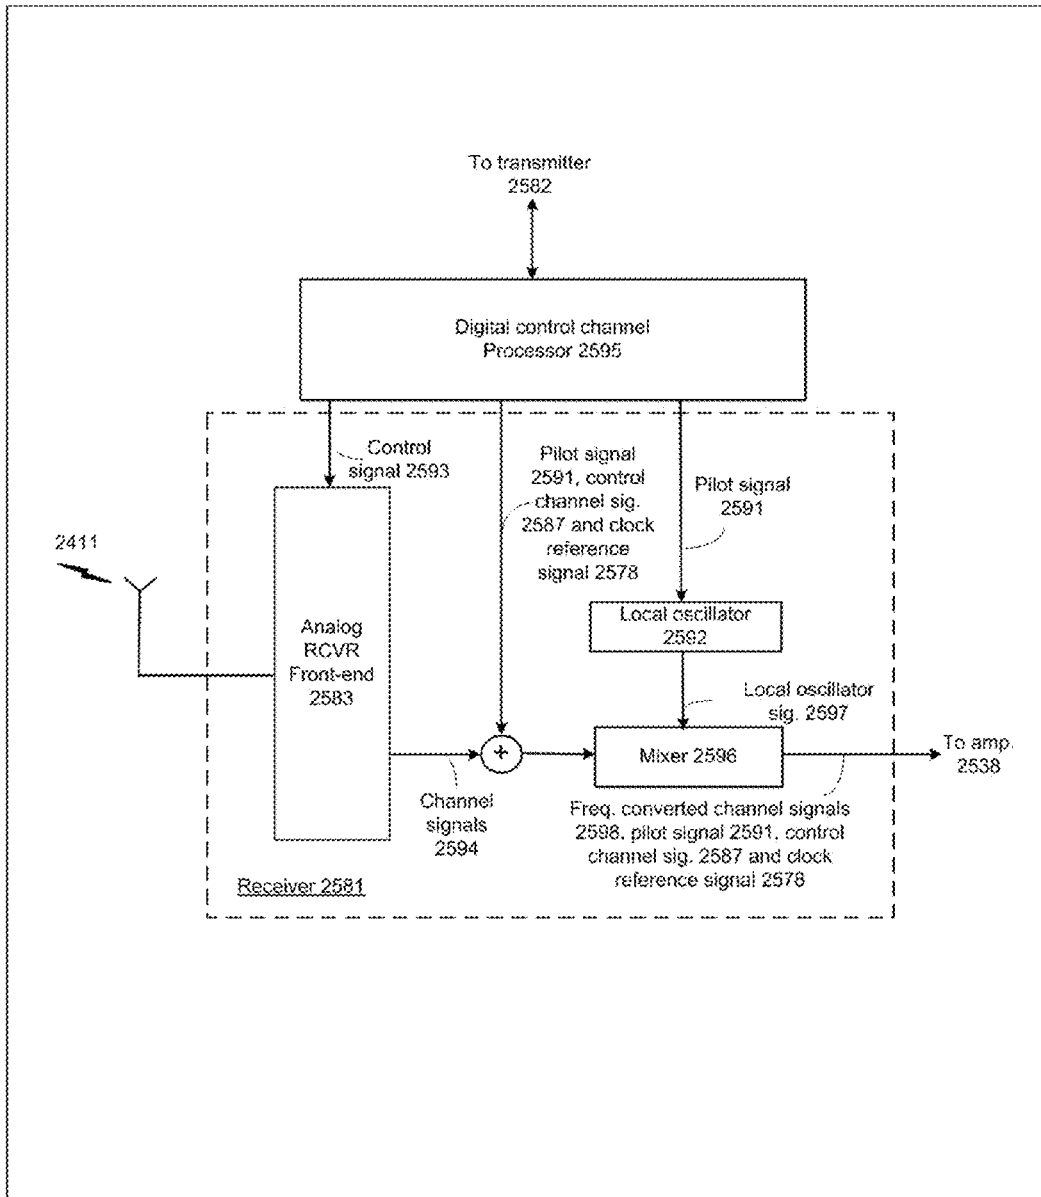 To transmitter
2582
Digital control channel
Processor 2595
Control
signal 2593
Pilot signal
2591, control
channel sig.
2587 and clock
reference
signal 2578
Pilot signal
2591
2411
Analog
RCVR
Front-end
2583
Local oscillator
2592
Local oscillator
sig. 2597
+
Mixer 2596
To amp.
2538
Channel
signals
2594
Freq. converted channel signals
2598, pilot signal 2591, control
channel sig. 2587 and clock
reference signal 2578
Receiver 2581